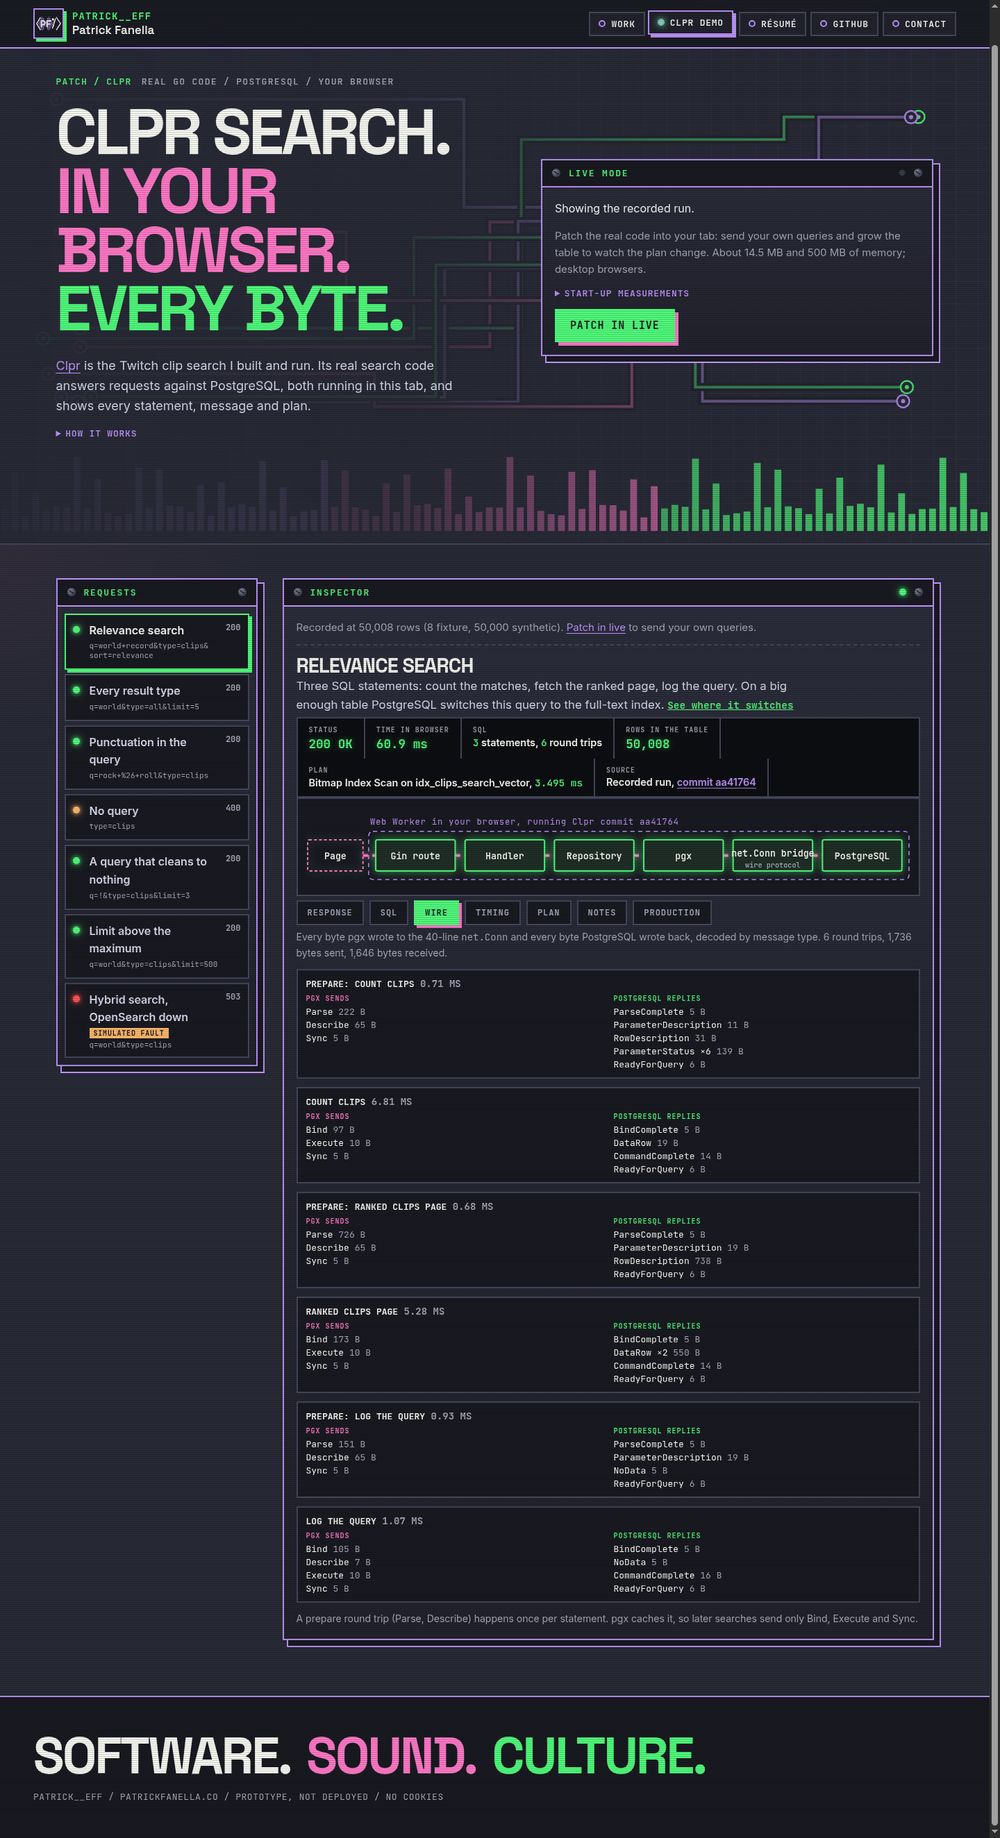 PATRICK__EFF
Patrick Fanella
WORK
CLPR DEMO
RÉSUMÉ
GITHUB
CONTACT
PATCH / CLPR REAL GO CODE / POSTGRESQL / YOUR BROWSER
CLPR SEARCH.
IN YOUR
BROWSER.
EVERY BYTE.
Clpr is the Twitch clip search I built and run. Its real search code
answers requests against PostgreSQL, both running in this tab, and
shows every statement, message and plan.
▶ HOW IT WORKS
LIVE MODE
Showing the recorded run.
Patch the real code into your tab: send your own queries and grow the
table to watch the plan change. About 14.5 MB and 500 MB of memory;
desktop browsers.
▶ START-UP MEASUREMENTS
PATCH IN LIVE
REQUESTS
Relevance search 200
q=world+record&type=clips&
sort=relevance
Every result type 200
q=world&type=all&limit=5
Punctuation in the 200
query
q=rock+%26+roll&type=clips
No query 400
type=clips
A query that cleans to 200
nothing
q=!&type=clips&limit=3
Limit above the 200
maximum
q=world&type=clips&limit=500
Hybrid search, 503
OpenSearch down
SIMULATED FAULT
q=world&type=clips
INSPECTOR
Recorded at 50,008 rows (8 fixture, 50,000 synthetic). Patch in live to send your own queries.
RELEVANCE SEARCH
Three SQL statements: count the matches, fetch the ranked page, log the query. On a big
enough table PostgreSQL switches this query to the full-text index. See where it switches
STATUS
200 OK
TIME IN BROWSER
60.9 ms
SQL
3 statements, 6 round trips
ROWS IN THE TABLE
50,008
PLAN
Bitmap Index Scan on idx_clips_search_vector, 3.495 ms
SOURCE
Recorded run, commit aa41764
Web Worker in your browser, running Clpr commit aa41764
Page
Gin route
Handler
Repository
pgx
net.Conn bridge
wire protocol
PostgreSQL
RESPONSE
SQL
WIRE
TIMING
PLAN
NOTES
PRODUCTION
Every byte pgx wrote to the 40-line net.Conn and every byte PostgreSQL wrote back, decoded by message type. 6 round trips, 1,736
bytes sent, 1,646 bytes received.
PREPARE: COUNT CLIPS 0.71 MS
PGX SENDS
Parse 222 B
Describe 65 B
Sync 5 B
POSTGRESQL REPLIES
ParseComplete 5 B
ParameterDescription 11 B
RowDescription 31 B
ParameterStatus ×6 139 B
ReadyForQuery 6 B
COUNT CLIPS 6.81 MS
PGX SENDS
Bind 97 B
Execute 10 B
Sync 5 B
POSTGRESQL REPLIES
BindComplete 5 B
DataRow 19 B
CommandComplete 14 B
ReadyForQuery 6 B
PREPARE: RANKED CLIPS PAGE 0.68 MS
PGX SENDS
Parse 726 B
Describe 65 B
Sync 5 B
POSTGRESQL REPLIES
ParseComplete 5 B
ParameterDescription 19 B
RowDescription 738 B
ReadyForQuery 6 B
RANKED CLIPS PAGE 5.28 MS
PGX SENDS
Bind 173 B
Execute 10 B
Sync 5 B
POSTGRESQL REPLIES
BindComplete 5 B
DataRow ×2 550 B
CommandComplete 14 B
ReadyForQuery 6 B
PREPARE: LOG THE QUERY 0.93 MS
PGX SENDS
Parse 151 B
Describe 65 B
Sync 5 B
POSTGRESQL REPLIES
ParseComplete 5 B
ParameterDescription 19 B
NoData 5 B
ReadyForQuery 6 B
LOG THE QUERY 1.07 MS
PGX SENDS
Bind 105 B
Describe 7 B
Execute 10 B
Sync 5 B
POSTGRESQL REPLIES
BindComplete 5 B
NoData 5 B
CommandComplete 16 B
ReadyForQuery 6 B
A prepare round trip (Parse, Describe) happens once per statement. pgx caches it, so later searches send only Bind, Execute and Sync.
SOFTWARE. SOUND. CULTURE.
PATRICK__EFF / PATRICKFANELLA.CO / PROTOTYPE, NOT DEPLOYED / NO COOKIES